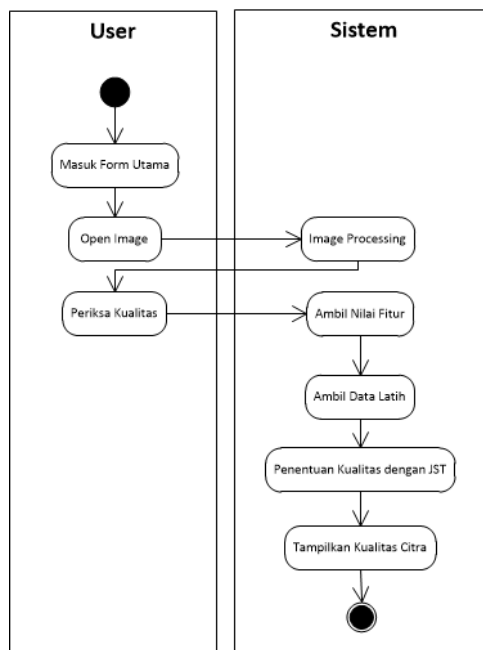 User
Sistem
Masuk Form Utama
Open Image
Image Processing
Periksa Kualitas
Ambil Nilai Fitur
Ambil Data Latih
Penentuan Kualitas dengan JST
Tampilkan Kualitas Citra